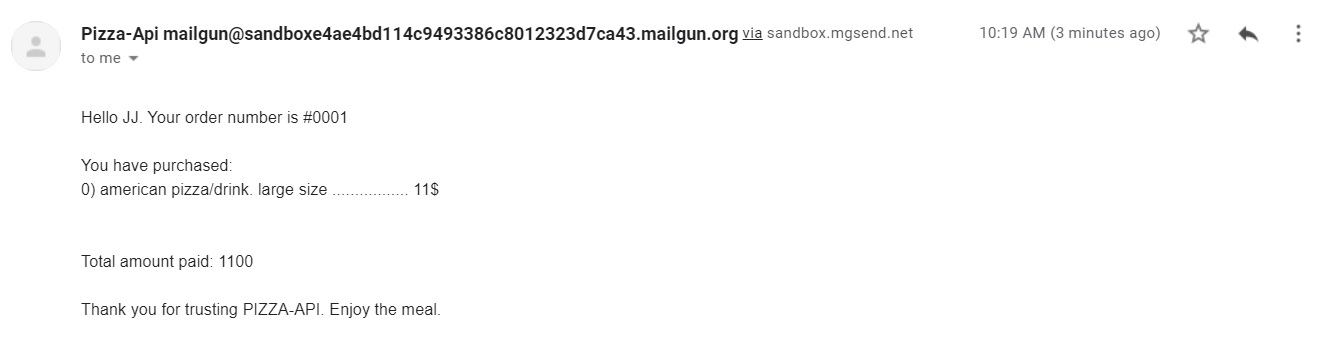 Pizza-Api mailgun@sandboxe4ae4bd114c9493386c8012323d7ca43.mailgun.org via sandbox.mgsend.net 10:19 AM (3 minutes ago)
to me
Hello JJ. Your order number is #0001
You have purchased:
0) american pizza/drink. large size ................. 11$
Total amount paid: 1100
Thank you for trusting PIZZA-API. Enjoy the meal.